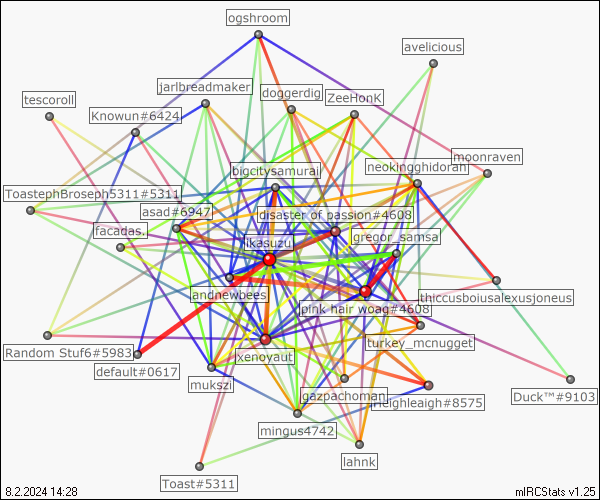 ogshroom
avelicious
tescoroll
jarlbreadmaker
doggerdig
ZeeHonK
Knowun#6424
moonraven
bigcitysamurai
neokingghidorah
ToastephBroseph5311#5311
asad#6947
disaster of passion#4608
facadas.
ikasuzu
gregor_samsa
andnewbees
thiccusboiusalexusjoneus
pink hair woag#4608
turkey_mcnugget
Random Stuf6#5983
xenoyaut
default#0617
mukszi
gazpachoman
neighleaigh#8575
Duck™#9103
mingus4742
lahnk
Toast#5311
8.2.2024 14:28
mIRCStats v1.25